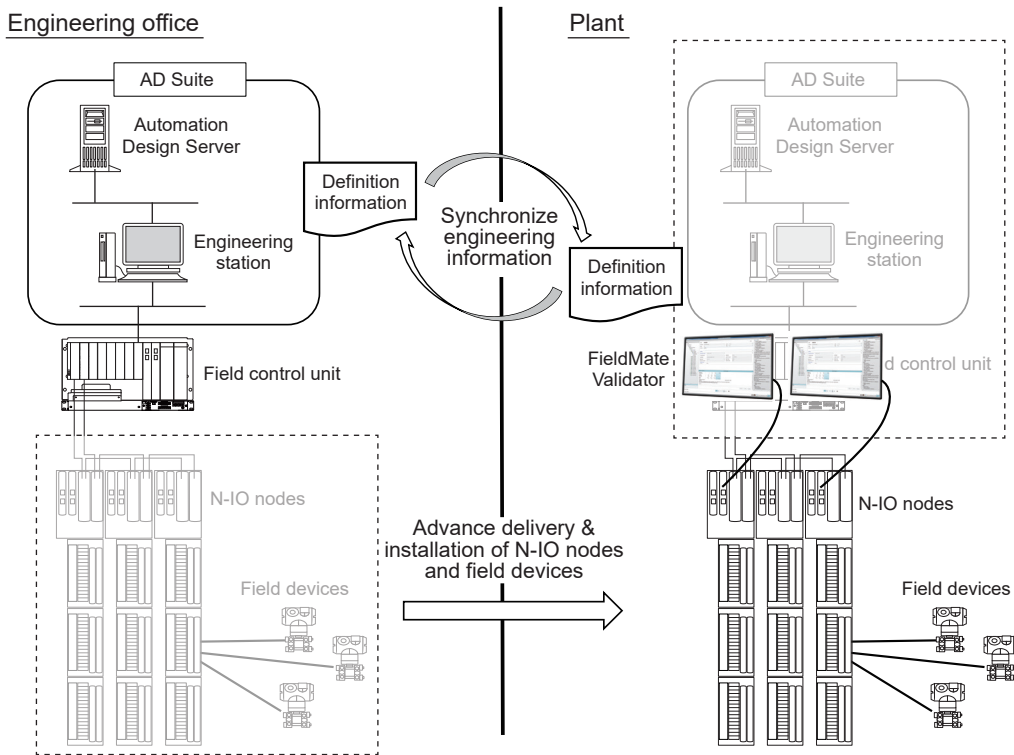 Engineering office
AD Suite
Automation
Design Server
Definition
information
Engineering
station
Field control unit
N-IO nodes
Field devices
Synchronize
engineering
information
Advance delivery &
installation of N-IO nodes
and field devices
Plant
AD Suite
Automation
Design Server
Engineering
station
Definition
information
FieldMate
Validator
d control unit
N-IO nodes
Field devices